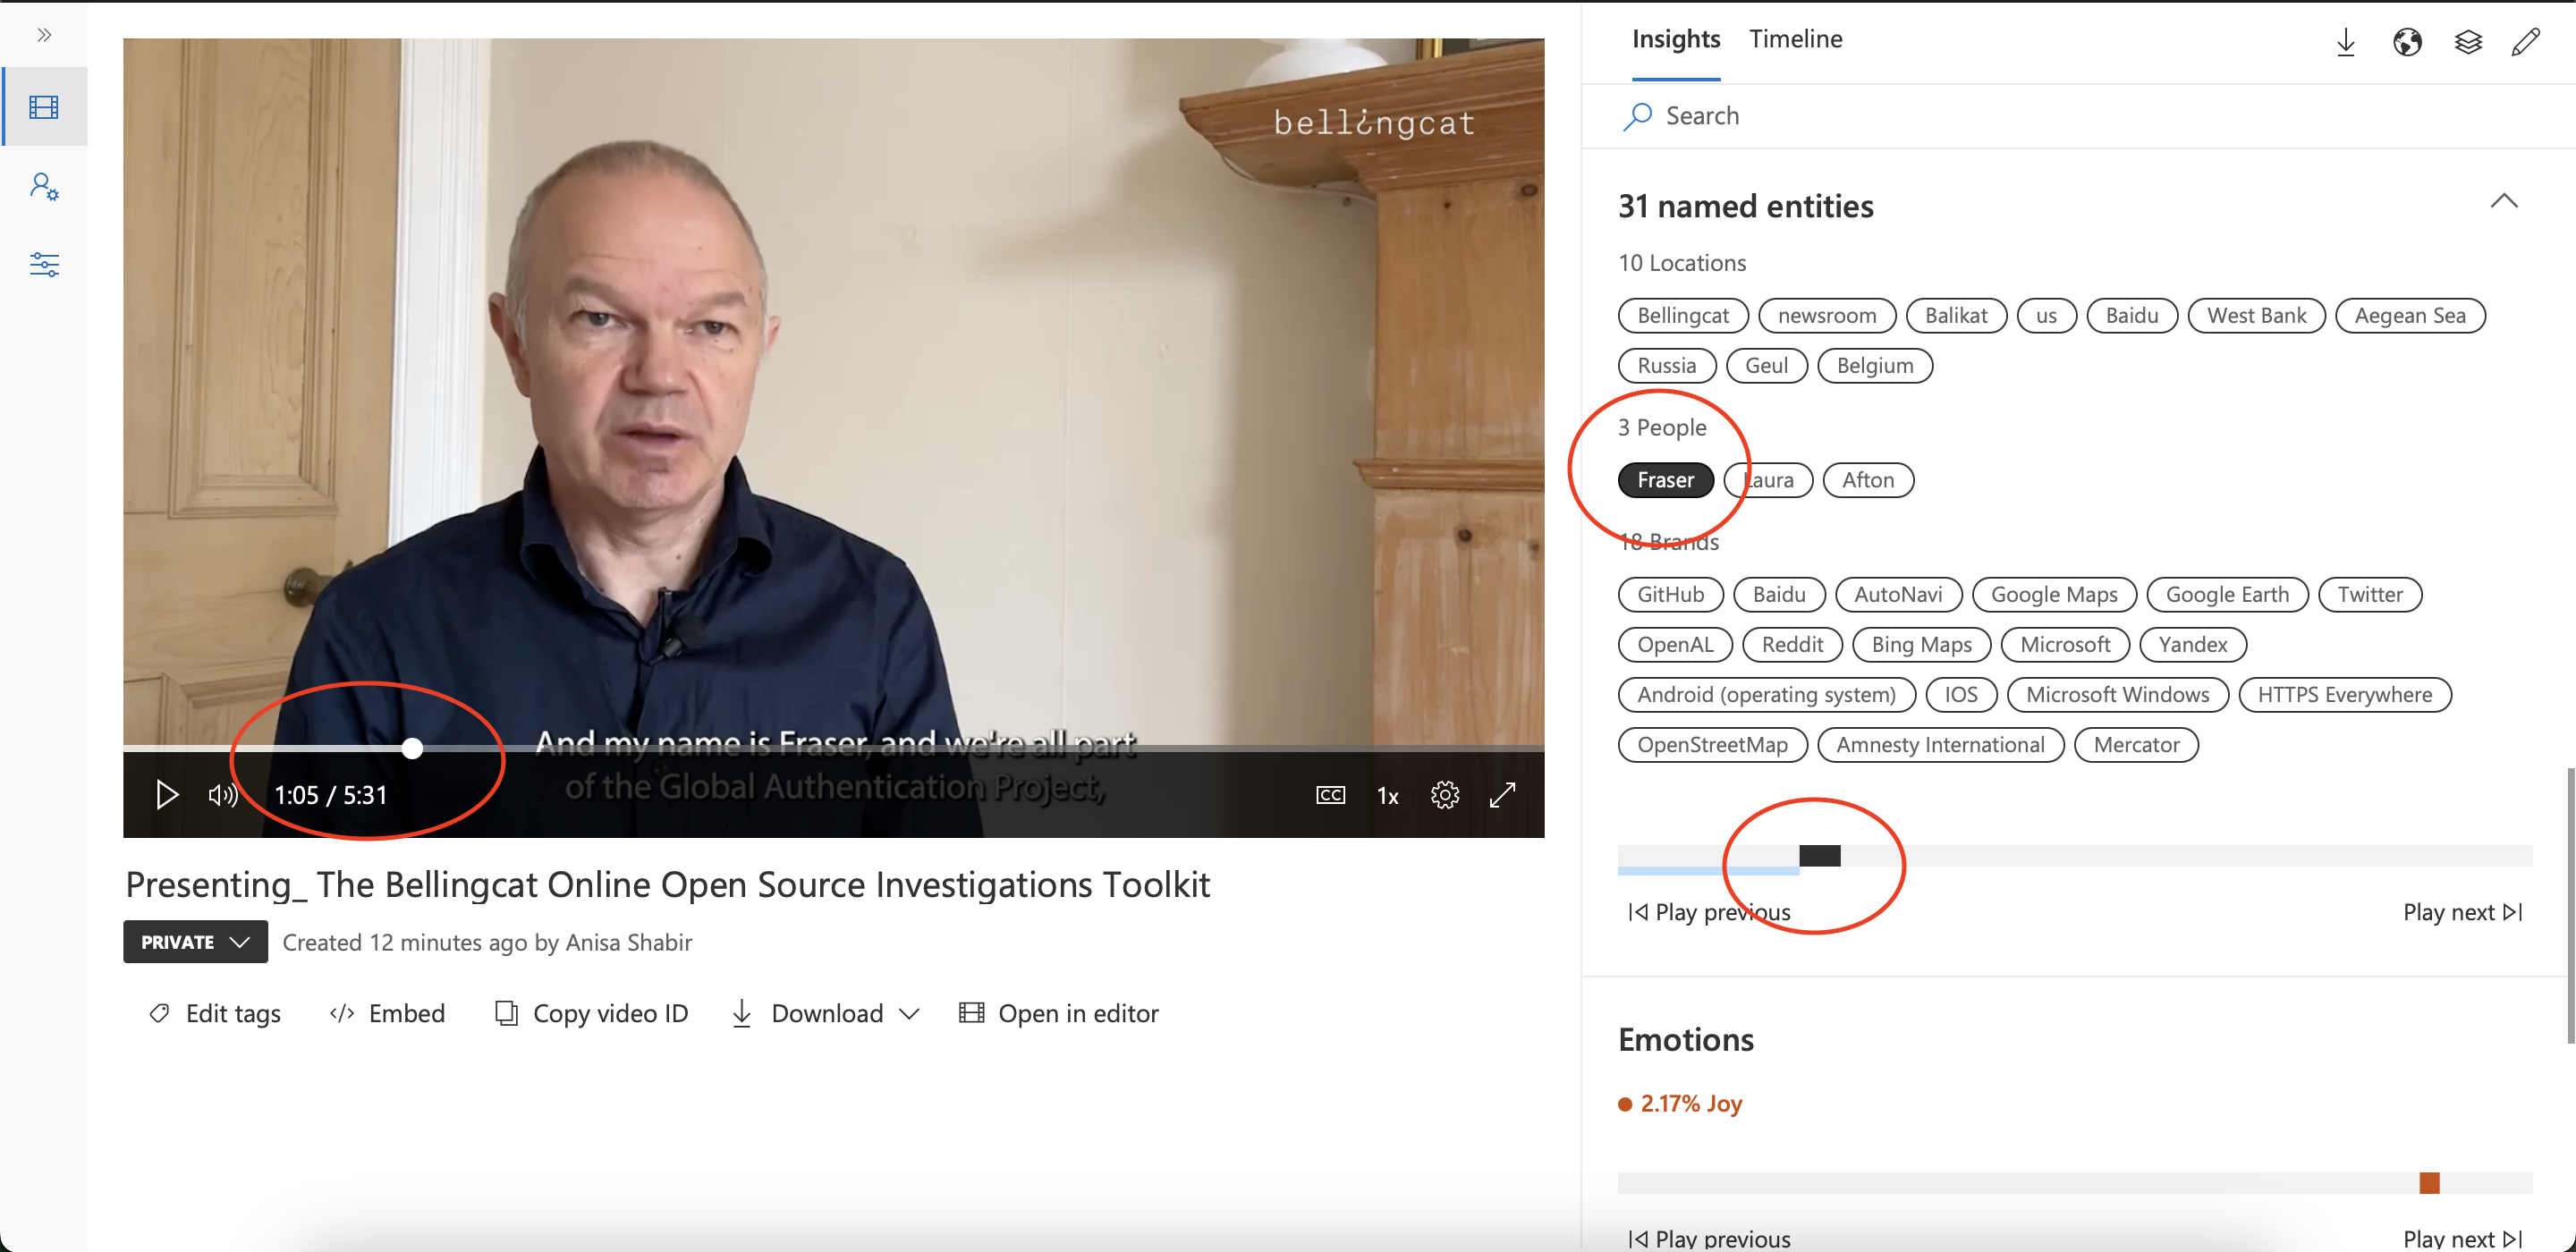 bell¿ngcat
And my name is Fraser, and we're all part
of the Global Authentication Project,
1:05 / 5:31
CC
1x
Presenting_ The Bellingcat Online Open Source Investigations Toolkit
PRIVATE
Created 12 minutes ago by Anisa Shabir
Edit tags
</> Embed
Copy video ID
Download
Open in editor
Insights
Timeline
Search
31 named entities
10 Locations
Bellingcat newsroom Balikat us Baidu West Bank Aegean Sea
Russia Geul Belgium
3 People
Fraser Laura Afton
18 Brands
GitHub Baidu AutoNavi Google Maps Google Earth Twitter
OpenAL Reddit Bing Maps Microsoft Yandex
Android (operating system) IOS Microsoft Windows HTTPS Everywhere
OpenStreetMap Amnesty International Mercator
Play previous
Play next
Emotions
2.17% Joy
Play previous
Play next